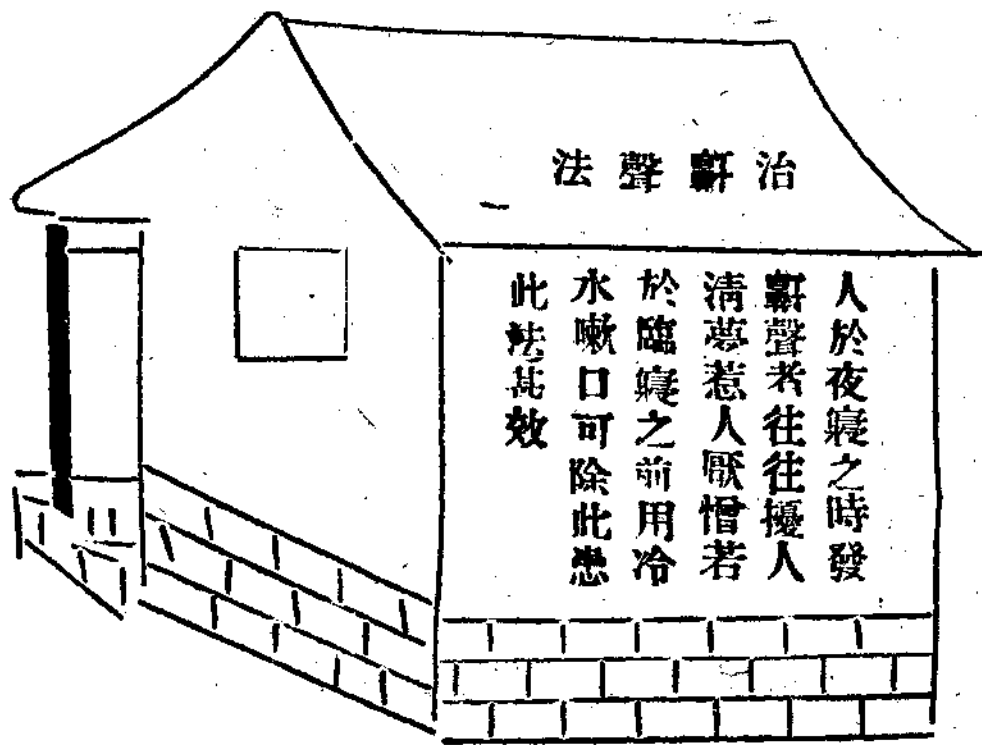 治鼾聲法
人於夜寢之時發
鼾聲者往往擾人
清夢惹人厭憎若
於臨寢之前用冷
水嗽口可除此患
此法甚效